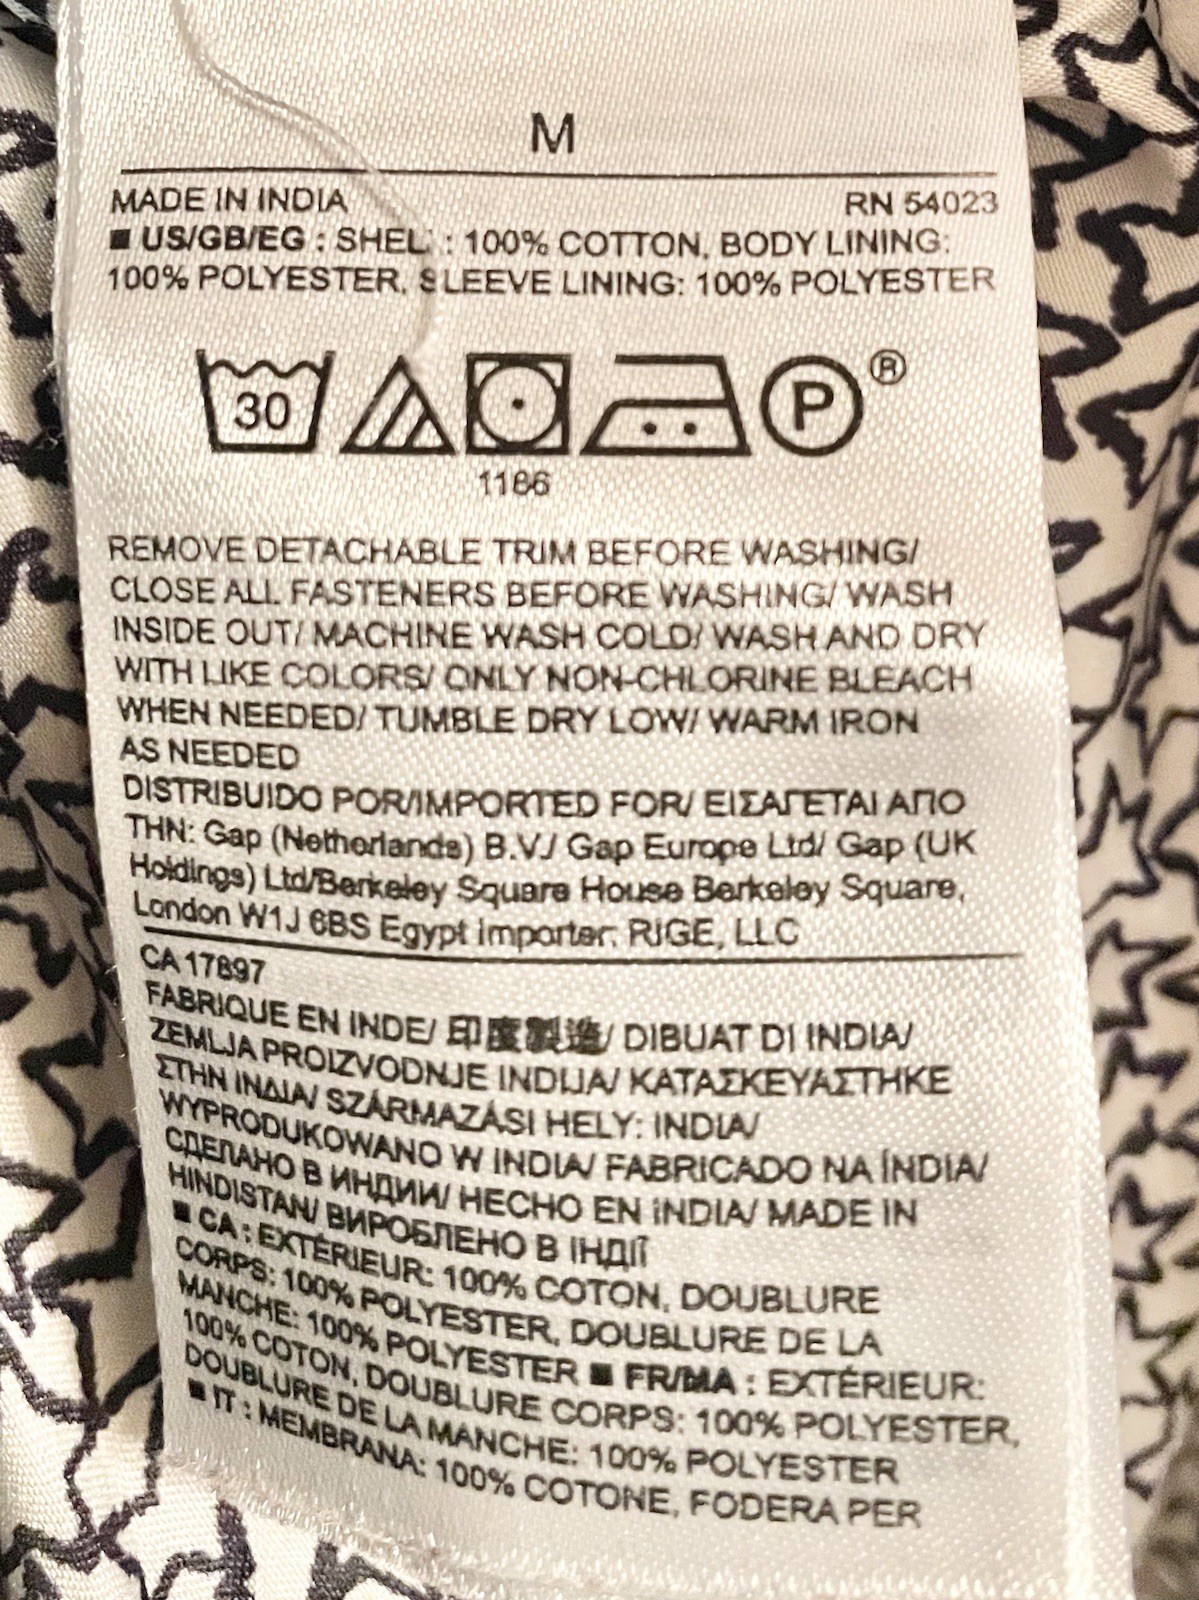 M
MADE IN INDIA RN 54023
■ US/GB/EG : SHELL : 100% COTTON, BODY LINING:
100% POLYESTER, SLEEVE LINING: 100% POLYESTER
30 P ®
1166
REMOVE DETACHABLE TRIM BEFORE WASHING/
CLOSE ALL FASTENERS BEFORE WASHING/ WASH
INSIDE OUT/ MACHINE WASH COLD/ WASH AND DRY
WITH LIKE COLORS/ ONLY NON-CHLORINE BLEACH
WHEN NEEDED/ TUMBLE DRY LOW/ WARM IRON
AS NEEDED
DISTRIBUIDO POR/IMPORTED FOR/ ΕΙΣΑΓΕΤΑΙ ΑΠΟ
THN: Gap (Netherlands) B.V./ Gap Europe Ltd/ Gap (UK
Holdings) Ltd/Berkeley Square House Berkeley Square,
London W1J 6BS Egypt importer: RIGE, LLC
CA 17897
FABRIQUE EN INDE/ 印度製造/ DIBUAT DI INDIA/
ZEMLJA PROIZVODNJE INDIJA/ ΚΑΤΑΣΚΕΥΑΣΤΗΚΕ
ΣΤΗΝ ΙΝΔΙΑ/ SZÁRMAZÁSI HELY: INDIA/
WYPRODUKOWANO W INDIA/ FABRICADO NA ÍNDIA/
СДЕЛАНО В ИНДИИ/ HECHO EN INDIA/ MADE IN
HINDISTAN/ ВИРОБЛЕНО В ІНДІЇ
■ CA : EXTÉRIEUR: 100% COTON, DOUBLURE
CORPS: 100% POLYESTER, DOUBLURE DE LA
MANCHE: 100% POLYESTER ■ FR/MA : EXTÉRIEUR:
100% COTON, DOUBLURE CORPS: 100% POLYESTER,
DOUBLURE DE LA MANCHE: 100% POLYESTER
■ IT : MEMBRANA: 100% COTONE, FODERA PER